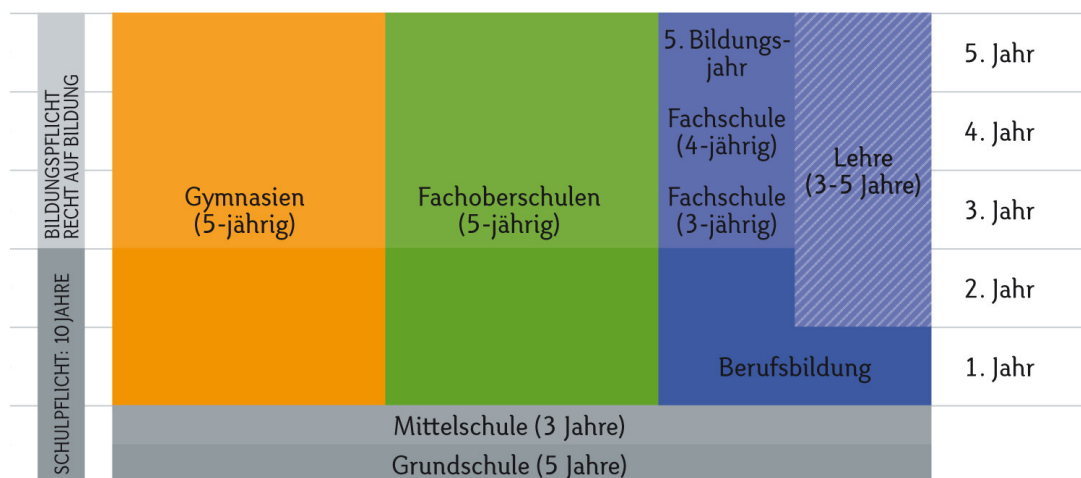 BILDUNGSPFLICHT
RECHT AUF BILDUNG
SCHULPFLICHT: 10 JAHRE
Gymnasien
(5-jährig)
Fachoberschulen
(5-jährig)
5. Bildungs-
jahr
Fachschule
(4-jährig)
Fachschule
(3-jährig)
Lehre
(3-5 Jahre)
Berufsbildung
5. Jahr
4. Jahr
3. Jahr
2. Jahr
1. Jahr
Mittelschule (3 Jahre)
Grundschule (5 Jahre)